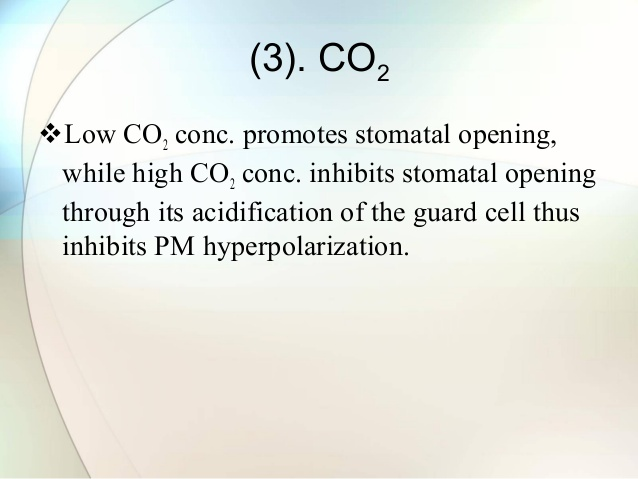 (3). CO₂
❖Low CO₂ conc. promotes stomatal opening,
while high CO₂ conc. inhibits stomatal opening
through its acidification of the guard cell thus
inhibits PM hyperpolarization.